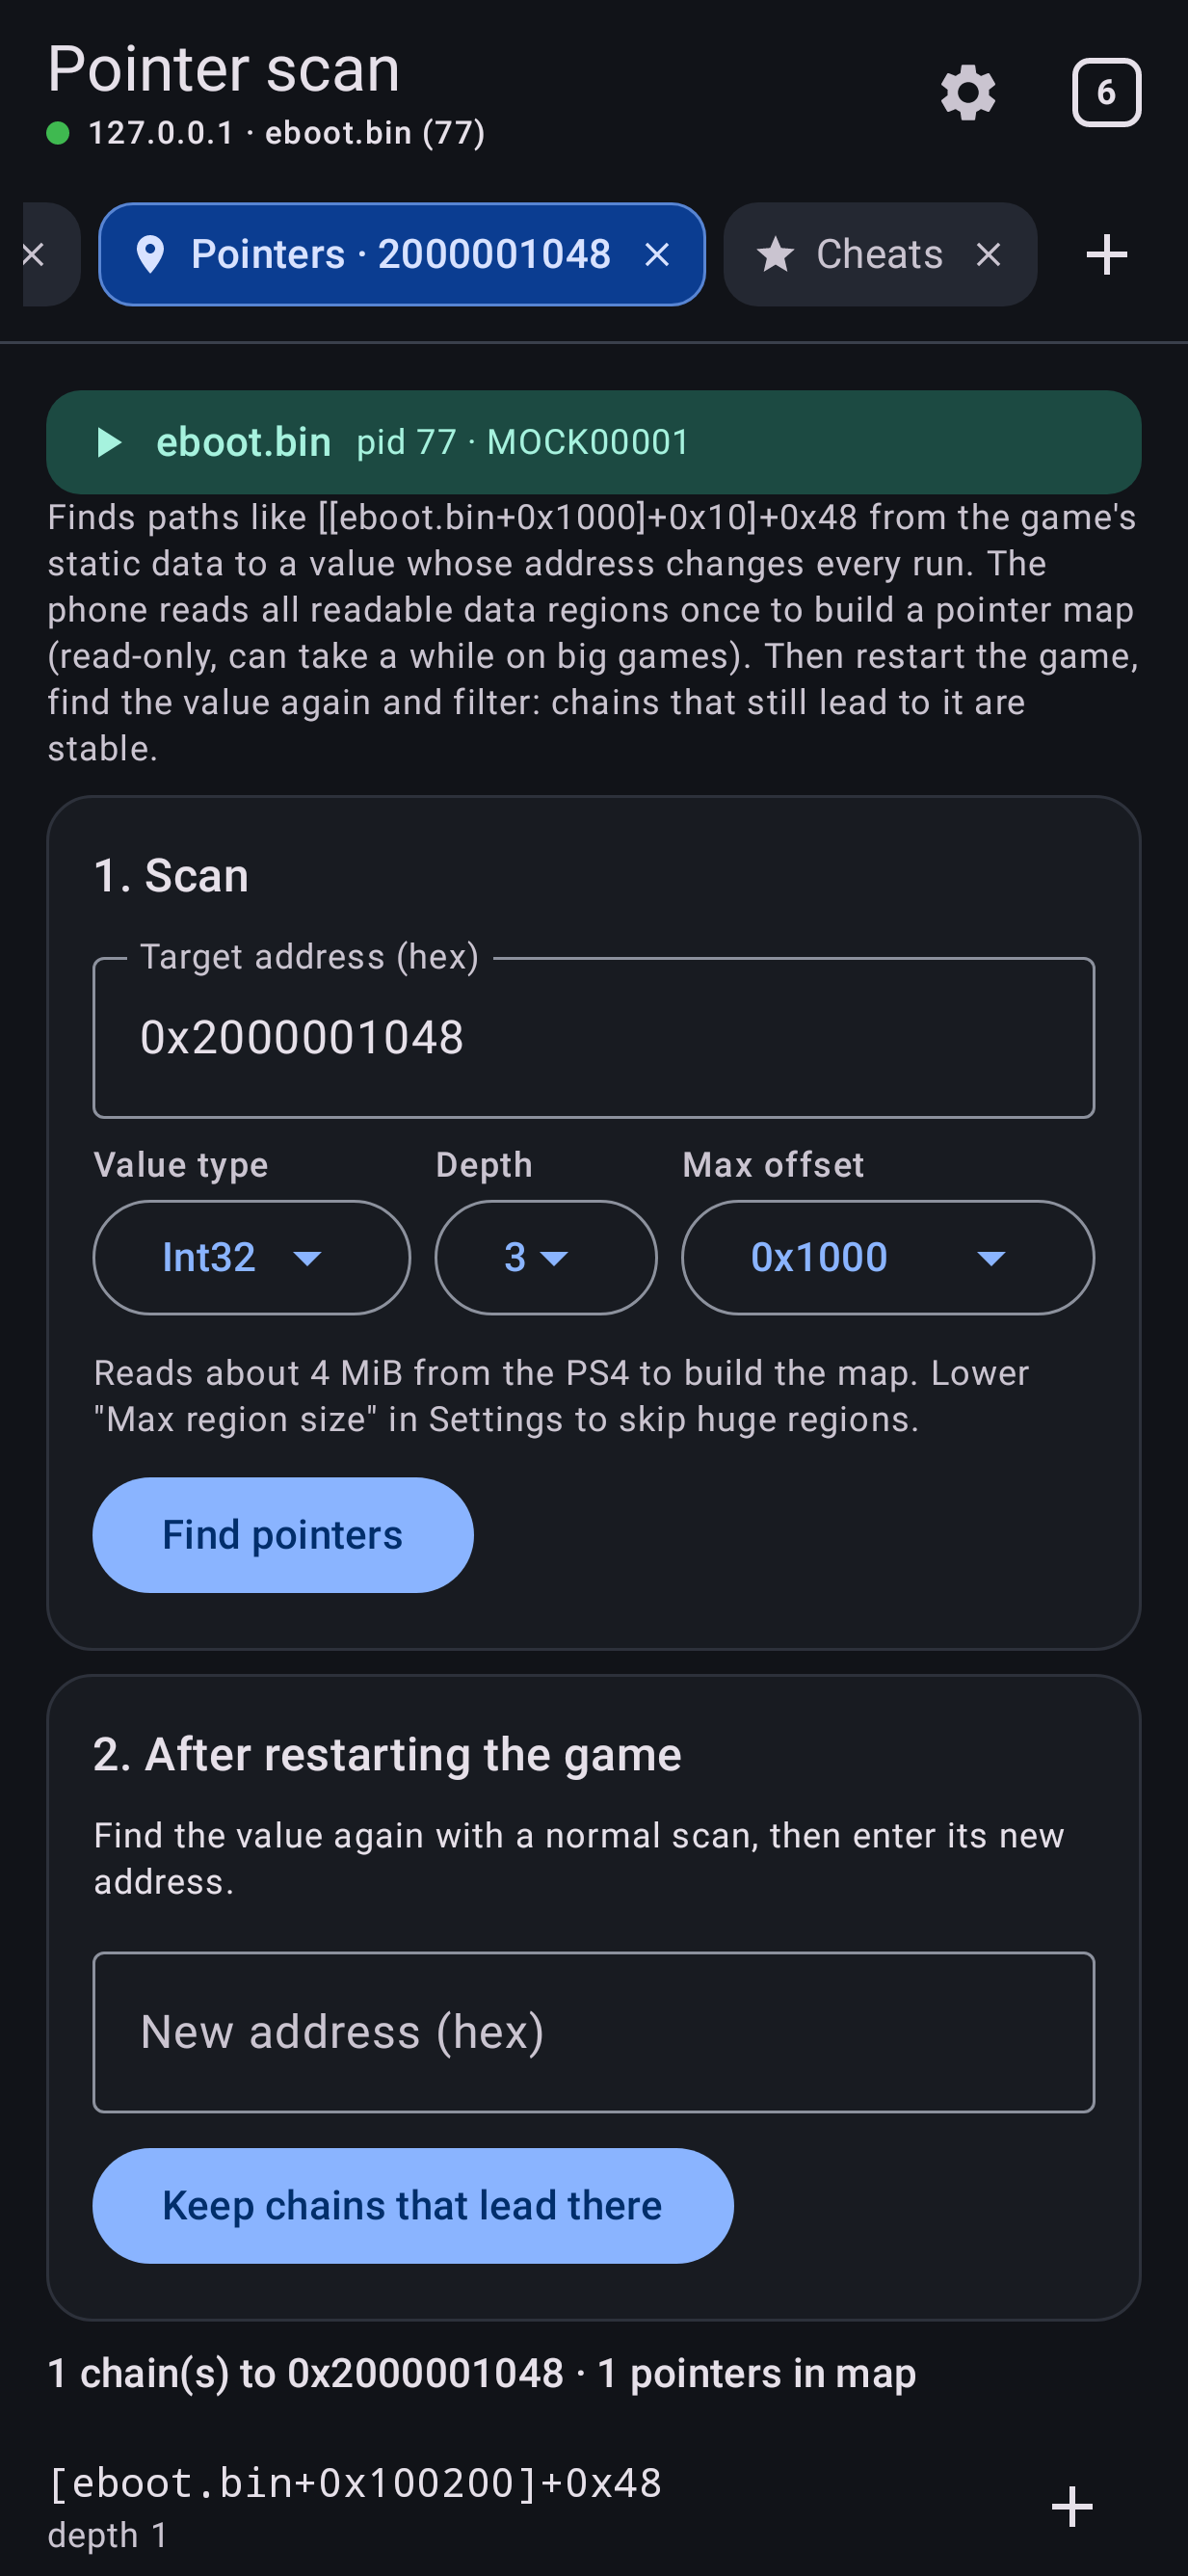 Pointer scan
6
127.0.0.1 · eboot.bin (77)
Pointers · 2000001048
Cheats
eboot.bin pid 77 · MOCK00001
Finds paths like [[eboot.bin+0x1000]+0x10]+0x48 from the game's
static data to a value whose address changes every run. The
phone reads all readable data regions once to build a pointer map
(read-only, can take a while on big games). Then restart the game,
find the value again and filter: chains that still lead to it are
stable.
1. Scan
Target address (hex)
0x2000001048
Value type Depth Max offset
Int32 3 0x1000
Reads about 4 MiB from the PS4 to build the map. Lower
"Max region size" in Settings to skip huge regions.
Find pointers
2. After restarting the game
Find the value again with a normal scan, then enter its new
address.
New address (hex)
Keep chains that lead there
1 chain(s) to 0x2000001048 · 1 pointers in map
[eboot.bin+0x100200]+0x48
depth 1